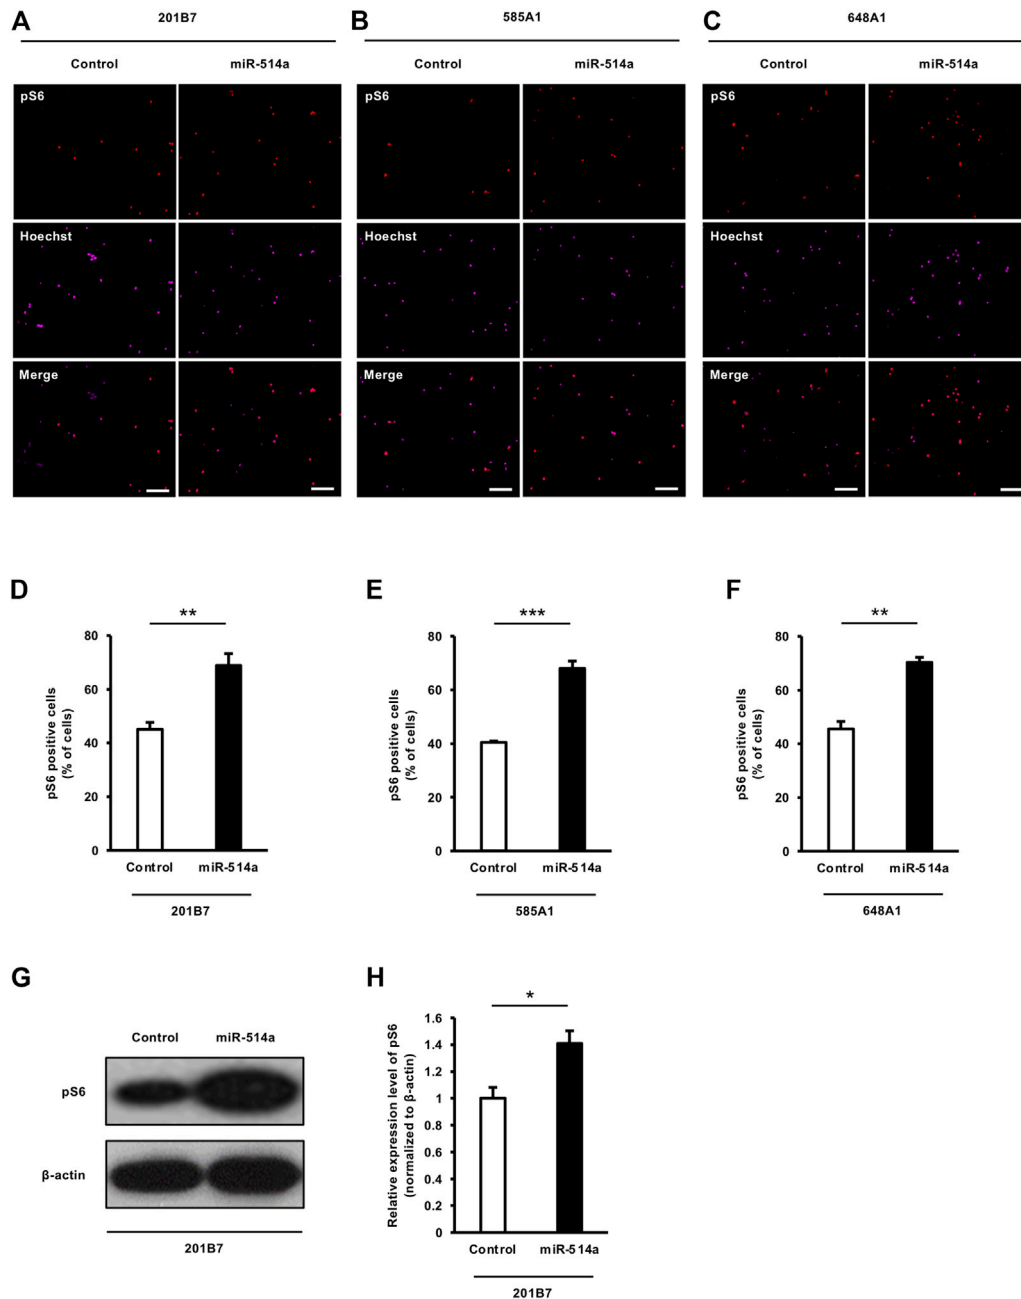 A
201B7
Control
miR-514a
pS6
Hoechst
Merge
B
585A1
Control
miR-514a
pS6
Hoechst
Merge
C
648A1
Control
miR-514a
pS6
Hoechst
Merge
D
**
pS6 positive cells
(% of cells)
80
60
40
20
0
Control
miR-514a
201B7
E
***
pS6 positive cells
(% of cells)
80
60
40
20
0
Control
miR-514a
585A1
F
**
pS6 positive cells
(% of cells)
80
60
40
20
0
Control
miR-514a
648A1
G
Control
miR-514a
pS6
β-actin
201B7
H
*
Relative expression level of pS6
(normalized to β-actin)
1.6
1.4
1.2
1
0.8
0.6
0.4
0.2
0
Control
miR-514a
201B7